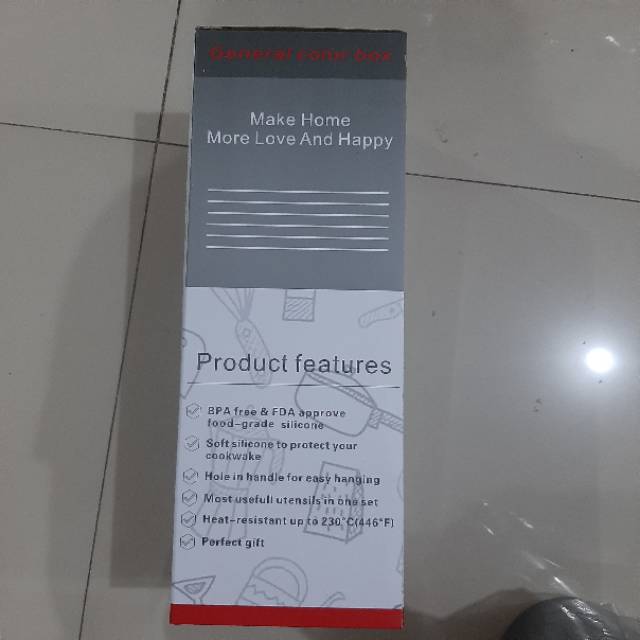 General color box
Make Home
More Love And Happy
Product features
BPA free & FDA approve
food-grade silicone
Soft silicone to protect your
cookwake
Hole in handle for easy hanging
Most usefull utensils in one set
Heat-resistant up to 230°C(446°F)
Perfect gift